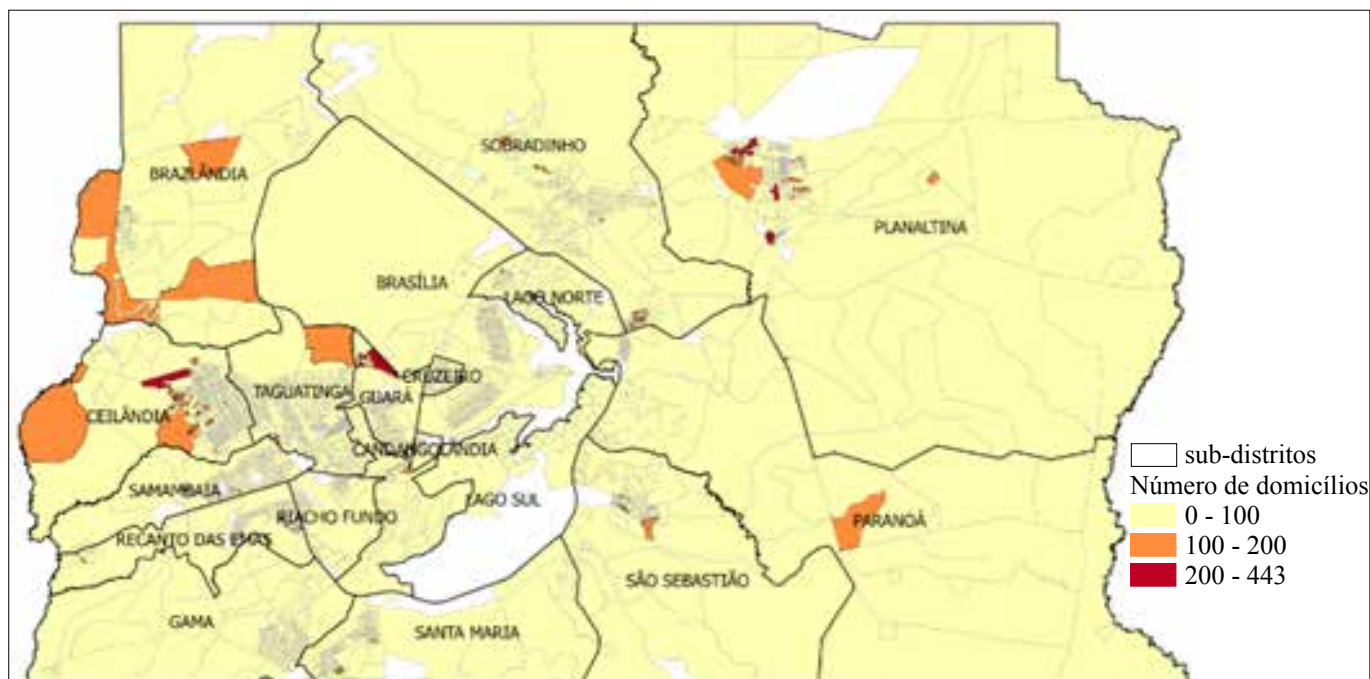 SOBRADINHO
BRAZLÂNDIA
PLANALTINA
BRASÍLIA
LAGO NORTE
CRUZEIRO
TAGUATINGA
GUARÁ
CEILÂNDIA
CANDANGOLÂNDIA
sub-distritos
Número de domicílios
SAMAMBAIA
LAGO SUL
0 - 100
RIACHO FUNDO
PARANOÁ
100 - 200
RECANTO DAS EMAS
SÃO SEBASTIÃO
200 - 443
GAMA
SANTA MARIA